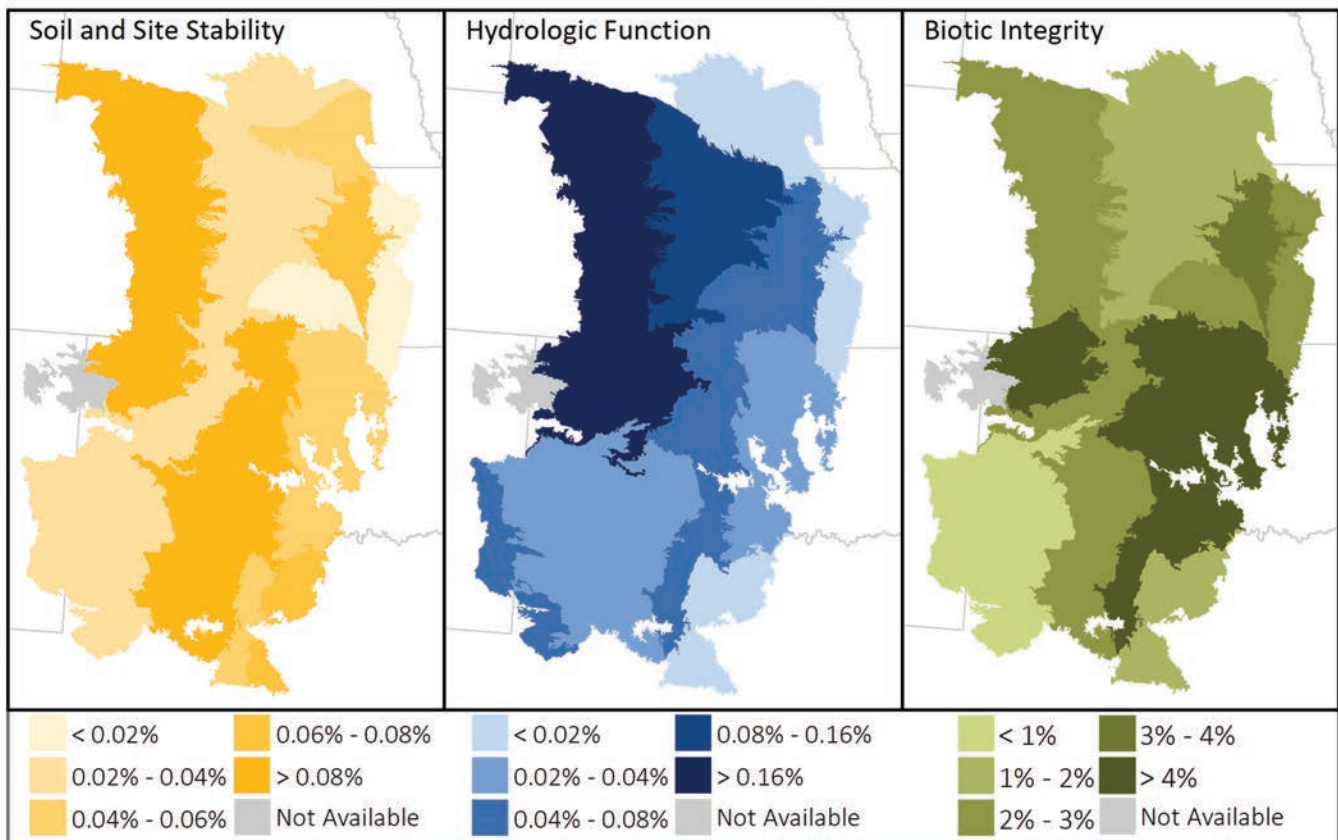 Soil and Site Stability
Hydrologic Function
Biotic Integrity
< 0.02%
0.06% - 0.08%
0.02% - 0.04%
> 0.08%
0.04% - 0.06%
Not Available
< 0.02%
0.08% - 0.16%
0.02% - 0.04%
> 0.16%
0.04% - 0.08%
Not Available
< 1%
3% - 4%
1% - 2%
> 4%
2% - 3%
Not Available